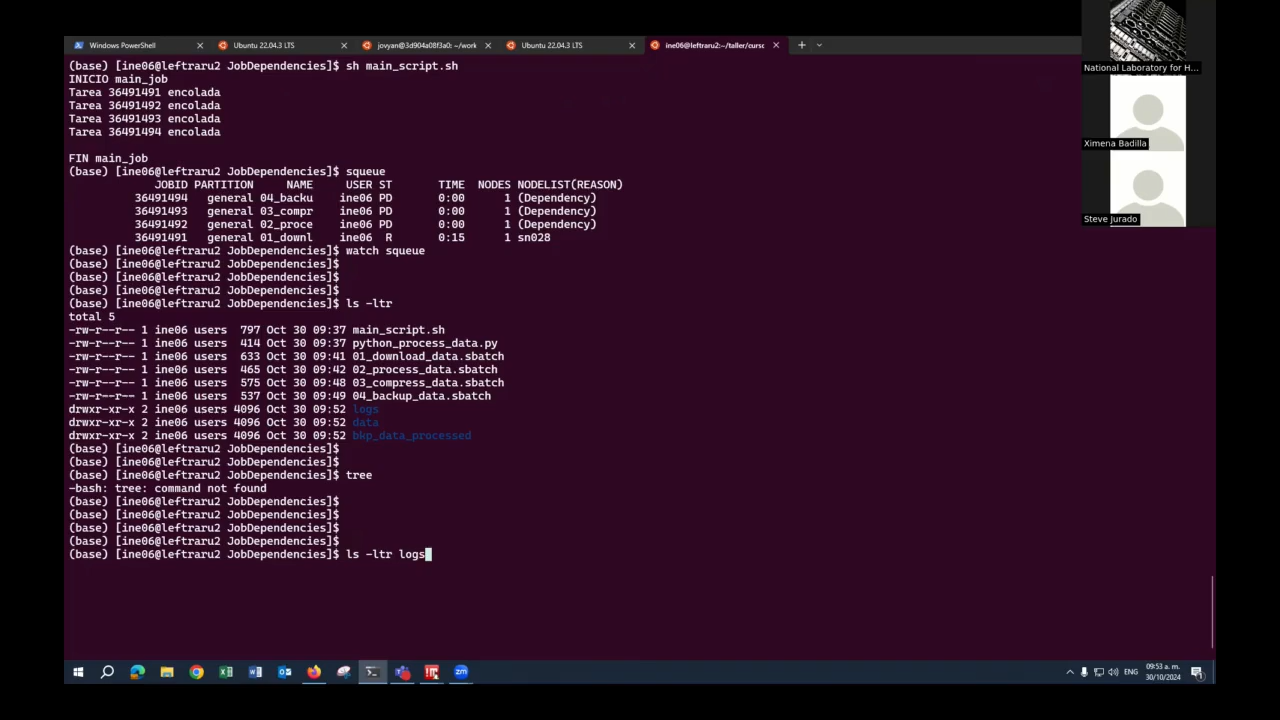 Windows PowerShell
Ubuntu 22.04.3 LTS
jovyan@3d904a08f3a0: ~/work
Ubuntu 22.04.3 LTS
ine06@leftraru2:~/taller/curso
(base) [ine06@leftraru2 JobDependencies]$ sh main_script.sh
INICIO main_job
Tarea 36491491 encolada
Tarea 36491492 encolada
Tarea 36491493 encolada
Tarea 36491494 encolada
FIN main_job
(base) [ine06@leftraru2 JobDependencies]$ squeue
JOBID PARTITION NAME USER ST TIME NODES NODELIST(REASON)
36491494 general 04_backu ine06 PD 0:00 1 (Dependency)
36491493 general 03_compr ine06 PD 0:00 1 (Dependency)
36491492 general 02_proce ine06 PD 0:00 1 (Dependency)
36491491 general 01_downl ine06 R 0:15 1 sn028
(base) [ine06@leftraru2 JobDependencies]$ watch squeue
(base) [ine06@leftraru2 JobDependencies]$
(base) [ine06@leftraru2 JobDependencies]$
(base) [ine06@leftraru2 JobDependencies]$
(base) [ine06@leftraru2 JobDependencies]$ ls -ltr
total 5
-rw-r--r-- 1 ine06 users 797 Oct 30 09:37 main_script.sh
-rw-r--r-- 1 ine06 users 414 Oct 30 09:37 python_process_data.py
-rw-r--r-- 1 ine06 users 633 Oct 30 09:41 01_download_data.sbatch
-rw-r--r-- 1 ine06 users 465 Oct 30 09:42 02_process_data.sbatch
-rw-r--r-- 1 ine06 users 575 Oct 30 09:48 03_compress_data.sbatch
-rw-r--r-- 1 ine06 users 537 Oct 30 09:49 04_backup_data.sbatch
drwxr-xr-x 2 ine06 users 4096 Oct 30 09:52 logs
drwxr-xr-x 2 ine06 users 4096 Oct 30 09:52 data
drwxr-xr-x 2 ine06 users 4096 Oct 30 09:52 bkp_data_processed
(base) [ine06@leftraru2 JobDependencies]$
(base) [ine06@leftraru2 JobDependencies]$
(base) [ine06@leftraru2 JobDependencies]$ tree
-bash: tree: command not found
(base) [ine06@leftraru2 JobDependencies]$
(base) [ine06@leftraru2 JobDependencies]$
(base) [ine06@leftraru2 JobDependencies]$
(base) [ine06@leftraru2 JobDependencies]$
(base) [ine06@leftraru2 JobDependencies]$ ls -ltr logs
National Laboratory for H...
Ximena Badilla
Steve Jurado
ENG
09:53 a. m.
30/10/2024